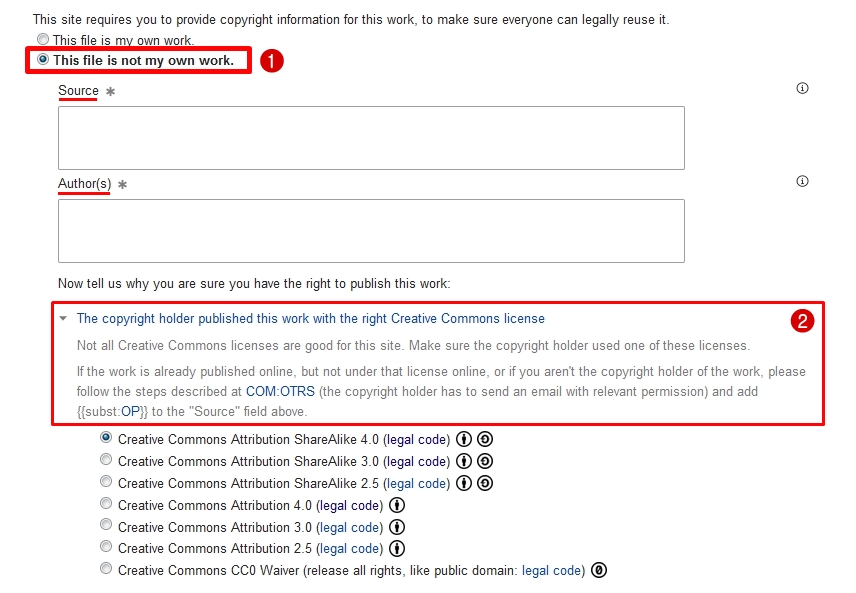 This site requires you to provide copyright information for this work, to make sure everyone can legally reuse it.
This file is my own work.
This file is not my own work. 1
Source *
Author(s) *
Now tell us why you are sure you have the right to publish this work:
The copyright holder published this work with the right Creative Commons license 2
Not all Creative Commons licenses are good for this site. Make sure the copyright holder used one of these licenses.
If the work is already published online, but not under that license online, or if you aren't the copyright holder of the work, please
follow the steps described at COM:OTRS (the copyright holder has to send an email with relevant permission) and add
{{subst:OP}} to the "Source" field above.
Creative Commons Attribution ShareAlike 4.0 (legal code)
Creative Commons Attribution ShareAlike 3.0 (legal code)
Creative Commons Attribution ShareAlike 2.5 (legal code)
Creative Commons Attribution 4.0 (legal code)
Creative Commons Attribution 3.0 (legal code)
Creative Commons Attribution 2.5 (legal code)
Creative Commons CC0 Waiver (release all rights, like public domain: legal code)